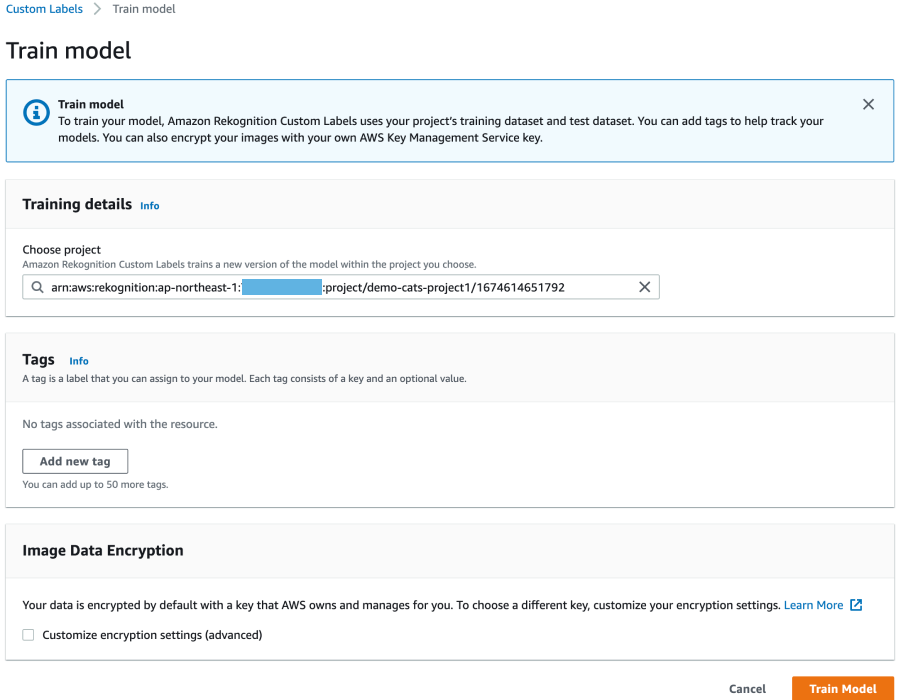 Custom Labels > Train model
Train model
Train model
To train your model, Amazon Rekognition Custom Labels uses your project's training dataset and test dataset. You can add tags to help track your
models. You can also encrypt your images with your own AWS Key Management Service key.
Training details Info
Choose project
Amazon Rekognition Custom Labels trains a new version of the model within the project you choose.
arn:aws:rekognition:ap-northeast-1: :project/demo-cats-project1/1674614651792
Tags Info
A tag is a label that you can assign to your model. Each tag consists of a key and an optional value.
No tags associated with the resource.
Add new tag
You can add up to 50 more tags.
Image Data Encryption
Your data is encrypted by default with a key that AWS owns and manages for you. To choose a different key, customize your encryption settings. Learn More
Customize encryption settings (advanced)
Cancel Train Model